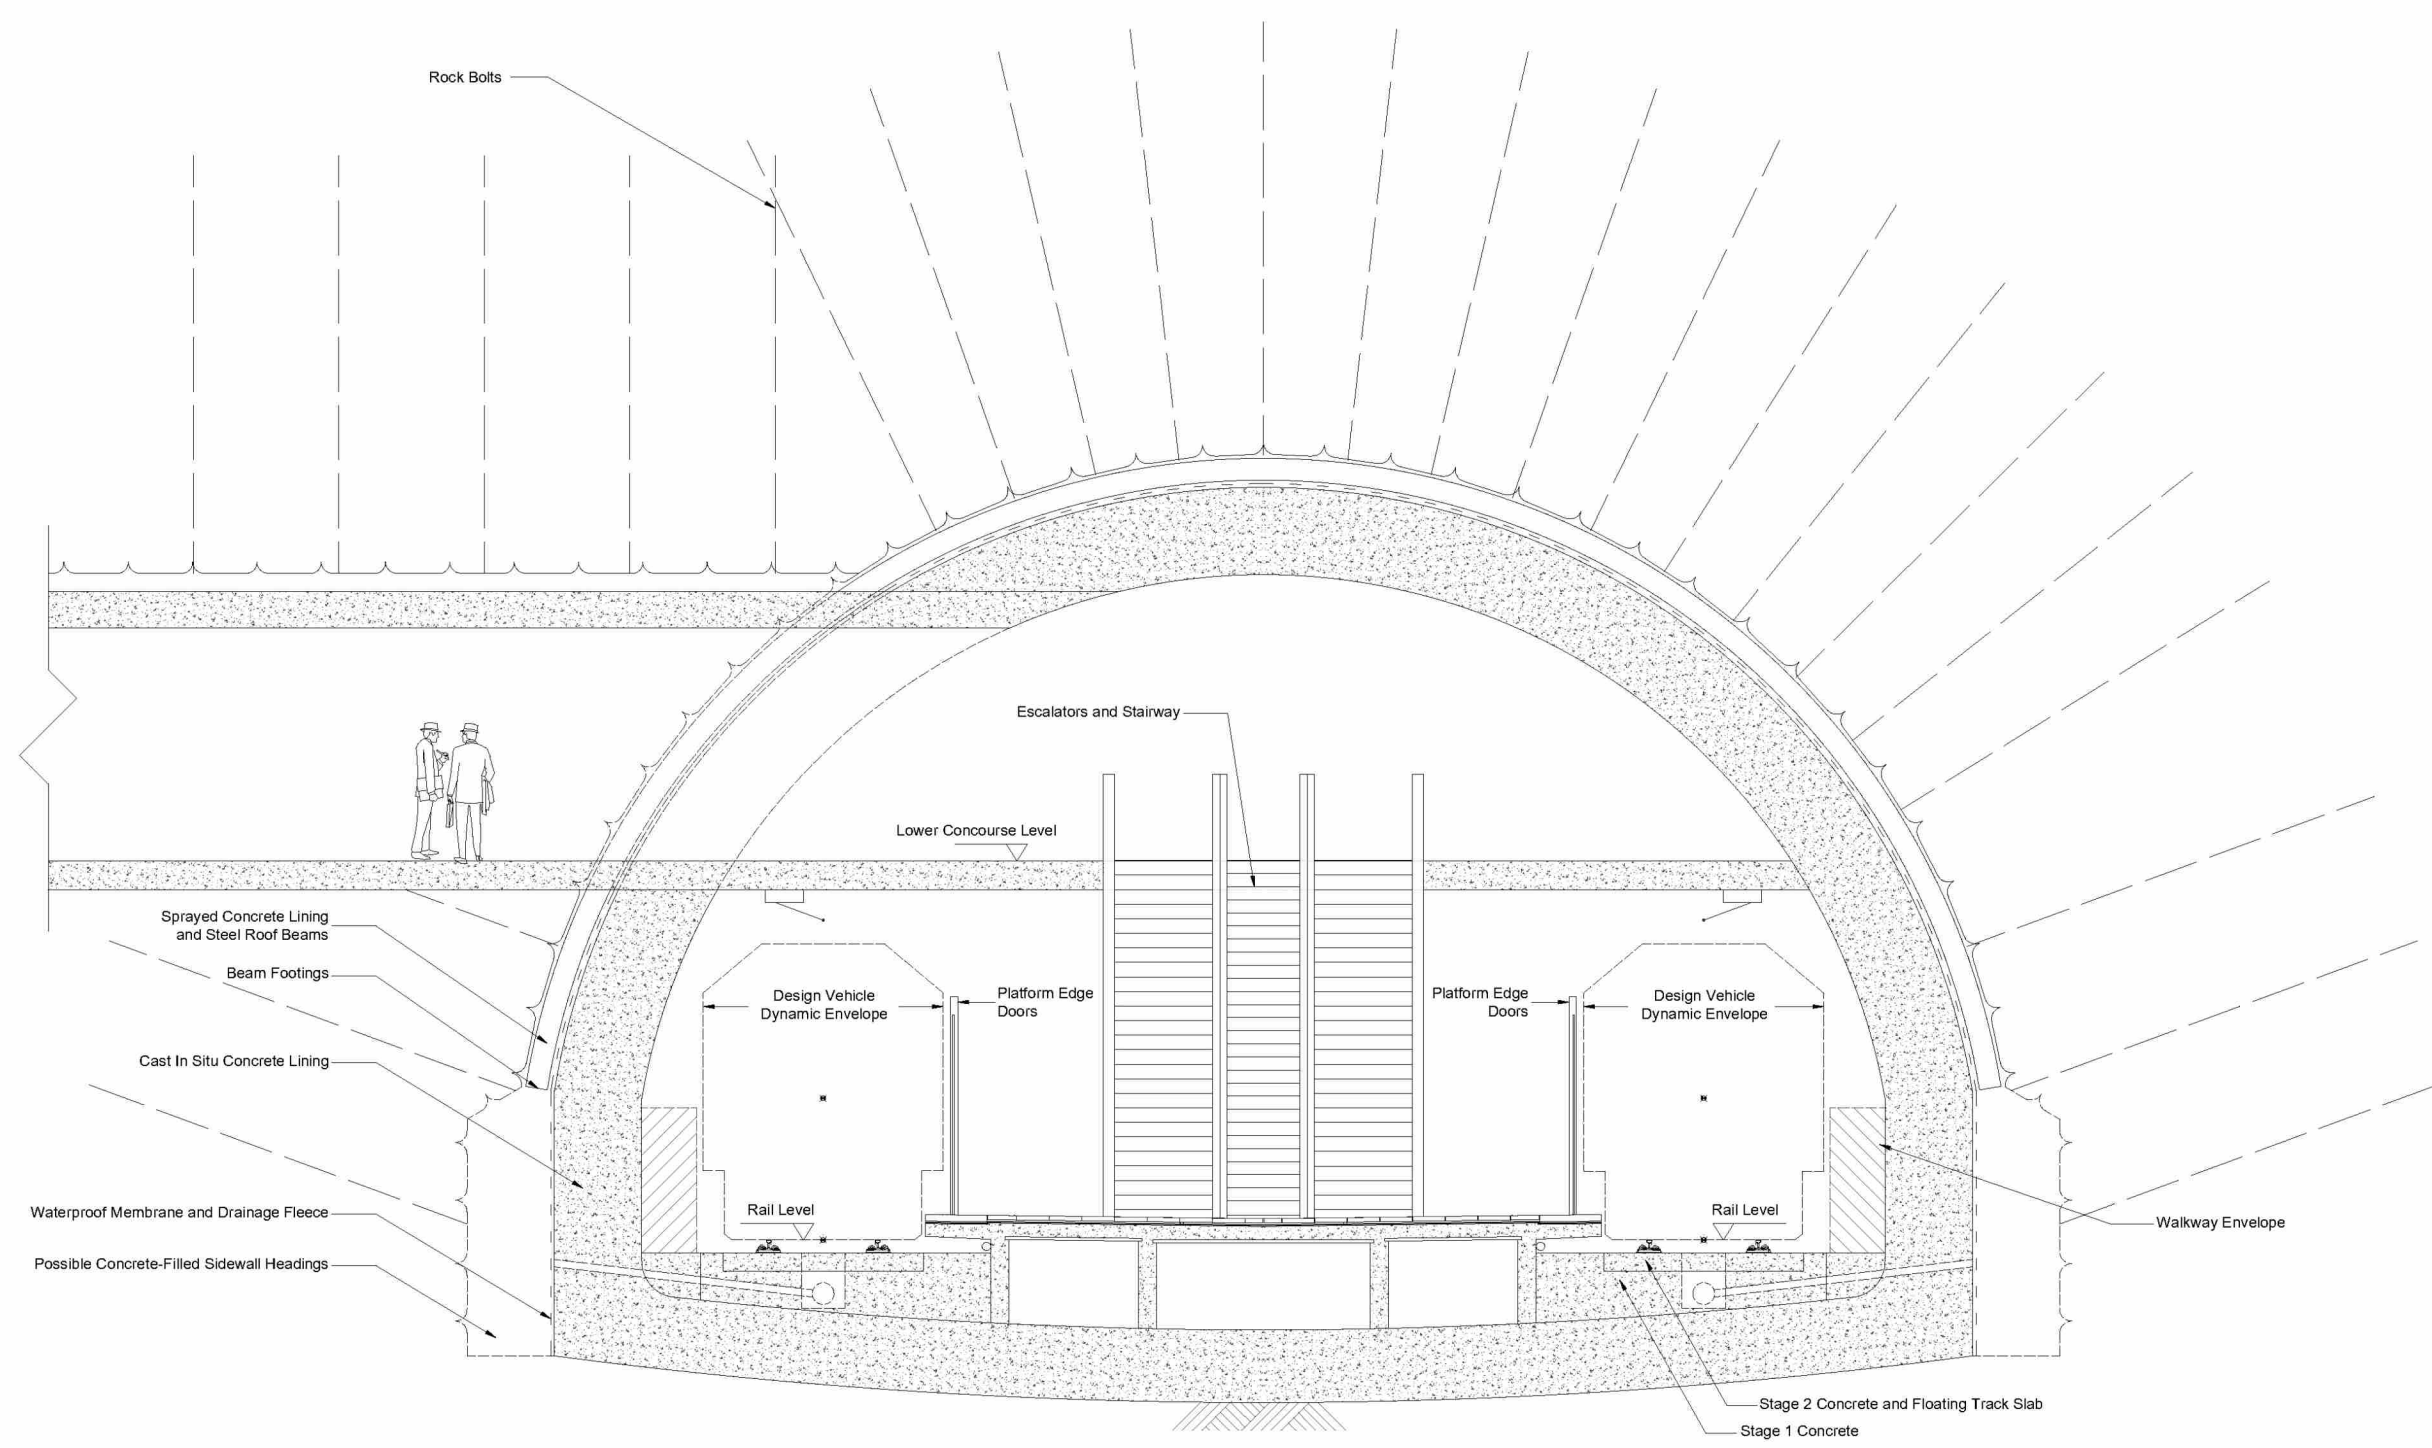 Rock Bolts
Escalators and Stairway
Lower Concourse Level
Sprayed Concrete Lining
and Steel Roof Beams
Beam Footings
Design Vehicle
Dynamic Envelope
Platform Edge
Doors
Platform Edge
Doors
Design Vehicle
Dynamic Envelope
Cast In Situ Concrete Lining
Rail Level
Rail Level
Waterproof Membrane and Drainage Fleece
Walkway Envelope
Possible Concrete-Filled Sidewall Headings
Stage 2 Concrete and Floating Track Slab
Stage 1 Concrete